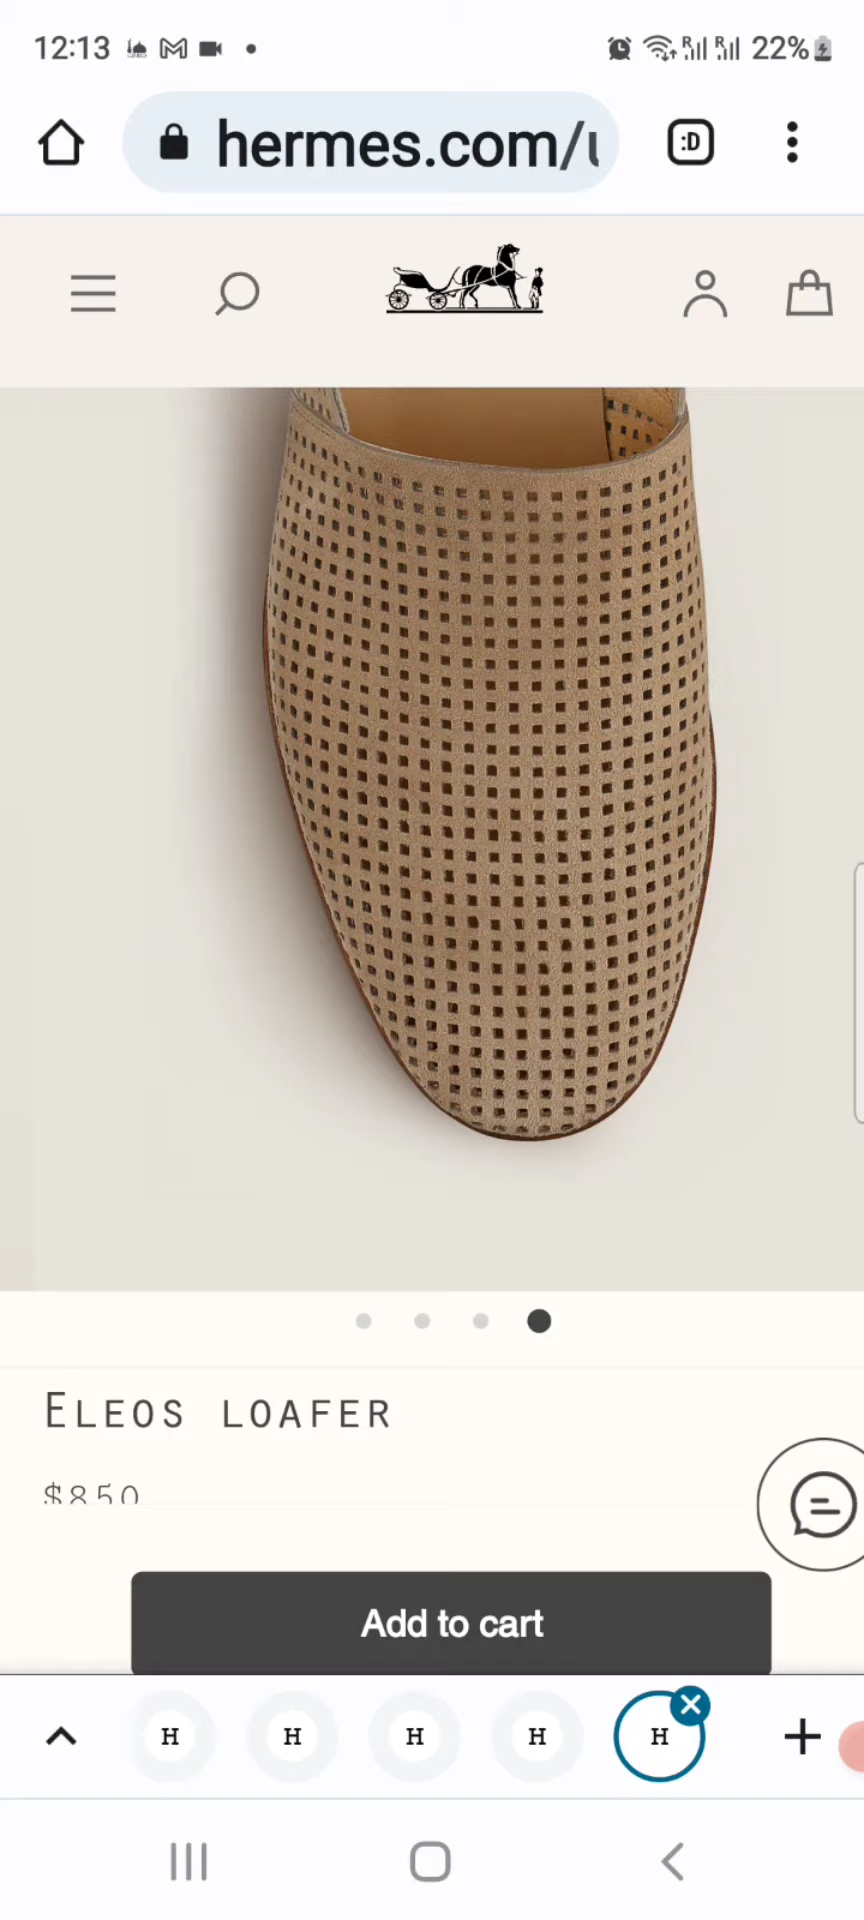 12:13
22%
:D
hermes.com/u
ELEOS LOAFER
$850
Add to cart
H H H H H